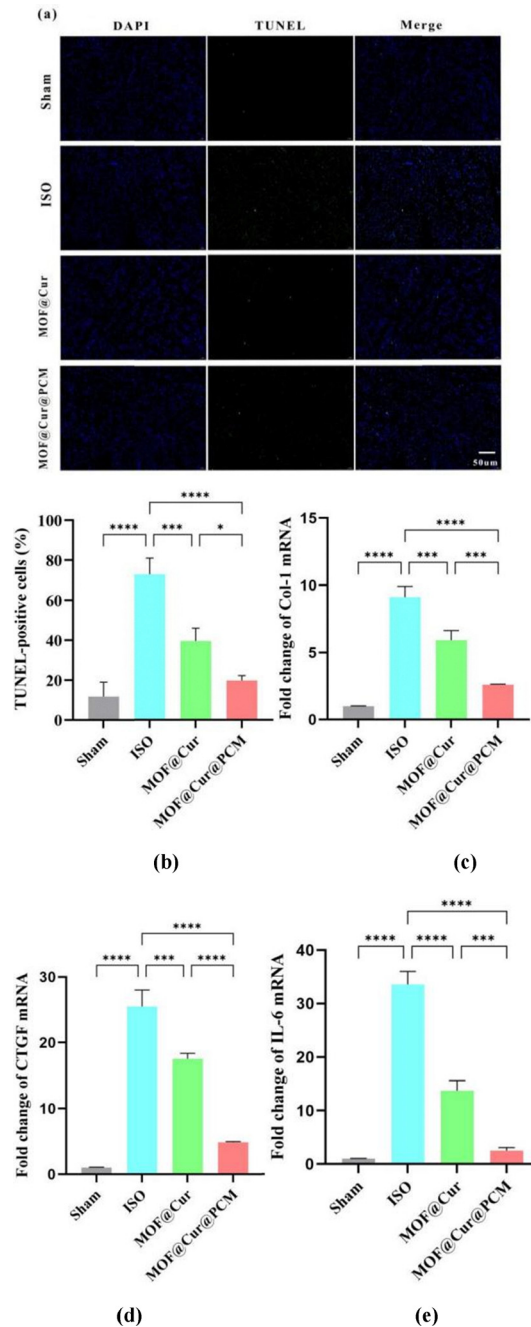 (a)
DAPI TUNEL Merge
Sham
ISO
MOF@Cur
MOF@Cur@PCM
50um
****
**** *** *
TUNEL-positive cells (%)
100
80
60
40
20
0
Sham ISO MOF@Cur MOF@Cur@PCM
(b)
****
**** *** ***
Fold change of Col-1 mRNA
15
10
5
0
Sham ISO MOF@Cur MOF@Cur@PCM
(c)
****
**** *** ****
Fold change of CTGF mRNA
30
20
10
0
Sham ISO MOF@Cur MOF@Cur@PCM
(d)
****
**** **** ***
Fold change of IL-6 mRNA
40
30
20
10
0
Sham ISO MOF@Cur MOF@Cur@PCM
(e)